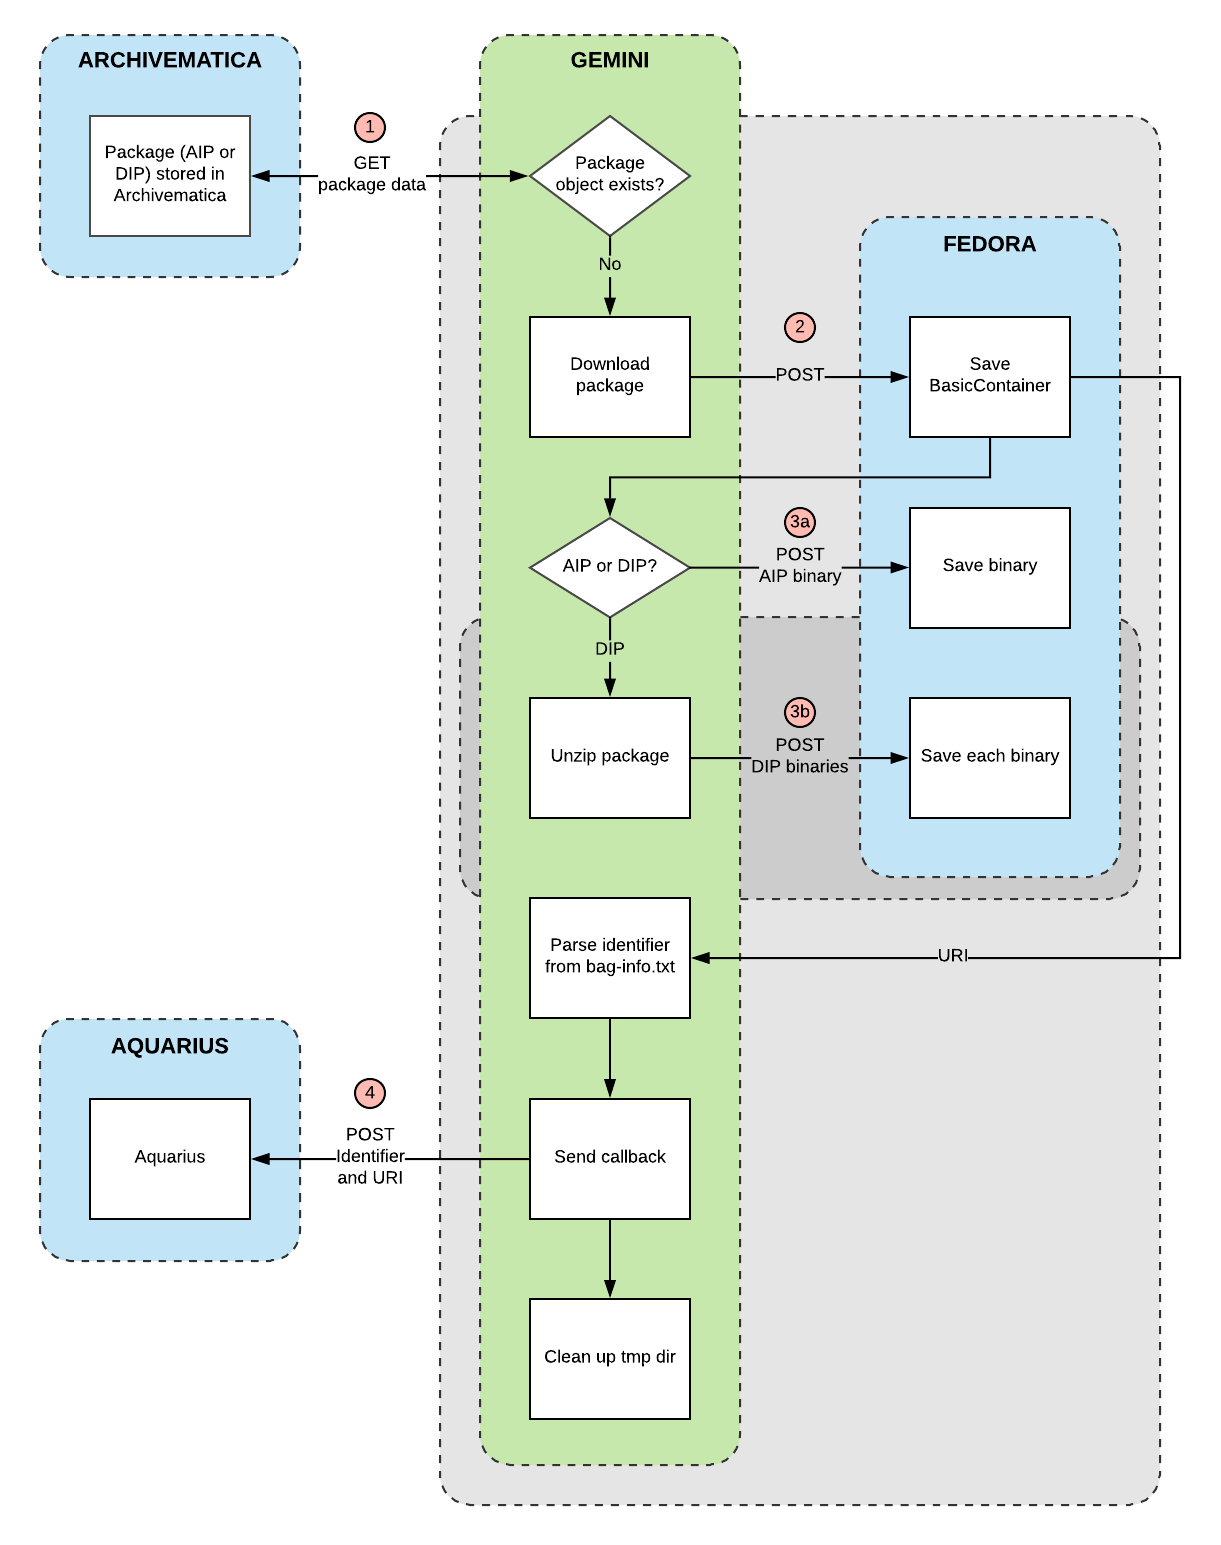 ARCHIVEMATICA
GEMINI
1
Package (AIP or
DIP) stored in
Archivematica
GET
package data
Package
object exists?
FEDORA
No
2
Download
package
POST
Save
BasicContainer
3a
AIP or DIP?
POST
AIP binary
Save binary
DIP
3b
Unzip package
POST
DIP binaries
Save each binary
Parse identifier
from bag-info.txt
URI
AQUARIUS
4
Aquarius
POST
Identifier
and URI
Send callback
Clean up tmp dir